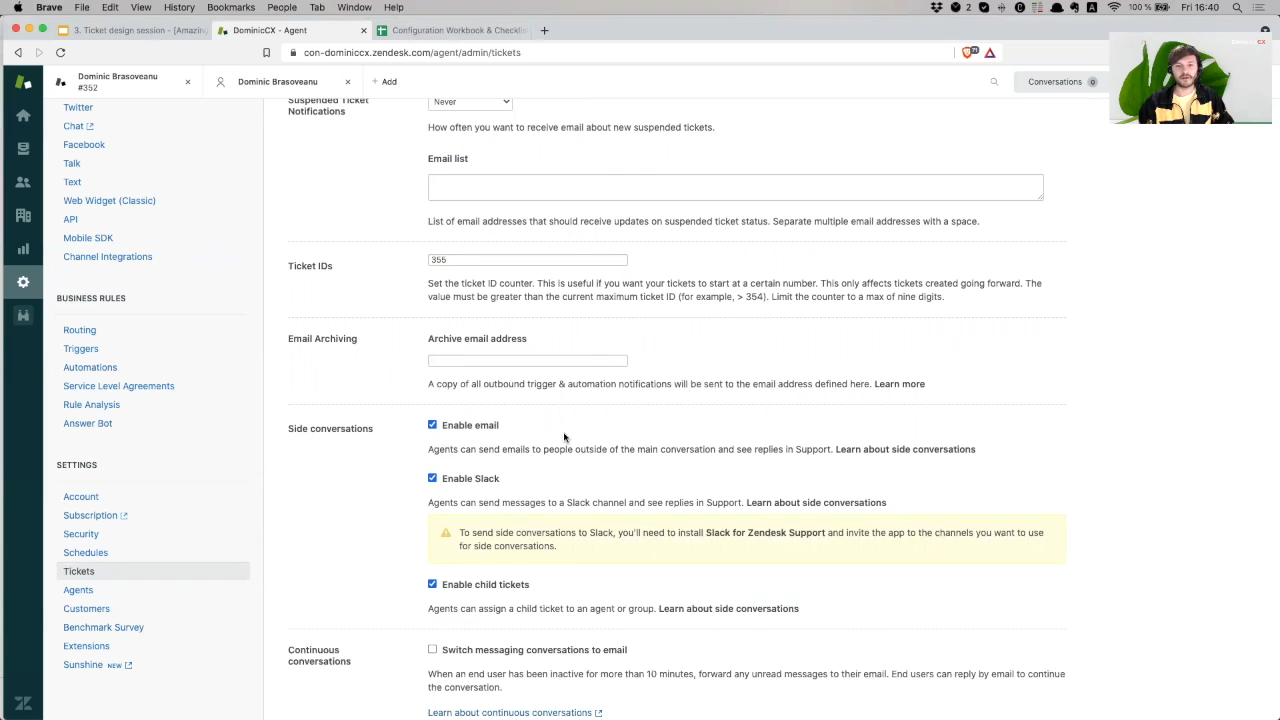 Brave File Edit View History Bookmarks People Tab Window Help
2
A
100%
Fri 16:40
3. Ticket design session - [Amazin
DominicCX - Agent
Configuration Workbook & Checklis
con-dominiccx.zendesk.com/agent/admin/tickets
Dominic Brasoveanu
#352
Dominic Brasoveanu
+ Add
Conversations 0
Twitter
Chat
Facebook
Talk
Text
Web Widget (Classic)
API
Mobile SDK
Channel Integrations
BUSINESS RULES
Routing
Triggers
Automations
Service Level Agreements
Rule Analysis
Answer Bot
SETTINGS
Account
Subscription
Security
Schedules
Tickets
Agents
Customers
Benchmark Survey
Extensions
Sunshine NEW
Suspended Ticket
Notifications
Never
How often you want to receive email about new suspended tickets.
Email list
List of email addresses that should receive updates on suspended ticket status. Separate multiple email addresses with a space.
Ticket IDs
355
Set the ticket ID counter. This is useful if you want your tickets to start at a certain number. This only affects tickets created going forward. The
value must be greater than the current maximum ticket ID (for example, > 354). Limit the counter to a max of nine digits.
Email Archiving
Archive email address
A copy of all outbound trigger & automation notifications will be sent to the email address defined here. Learn more
Side conversations
Enable email
Agents can send emails to people outside of the main conversation and see replies in Support. Learn about side conversations
Enable Slack
Agents can send messages to a Slack channel and see replies in Support. Learn about side conversations
To send side conversations to Slack, you'll need to install Slack for Zendesk Support and invite the app to the channels you want to use
for side conversations.
Enable child tickets
Agents can assign a child ticket to an agent or group. Learn about side conversations
Continuous
conversations
Switch messaging conversations to email
When an end user has been inactive for more than 10 minutes, forward any unread messages to their email. End users can reply by email to continue
the conversation.
Learn about continuous conversations